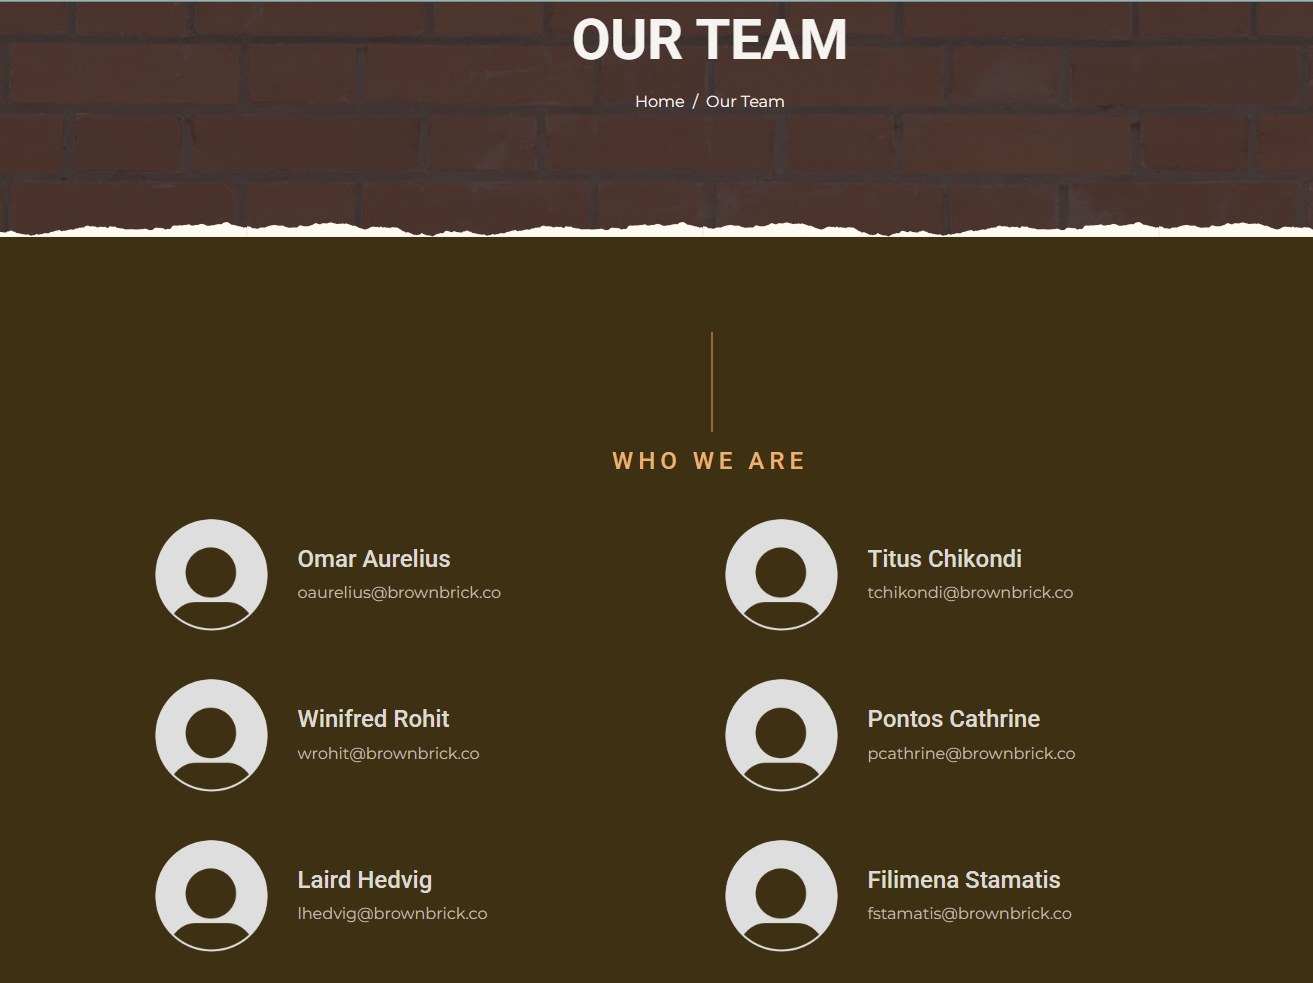 OUR TEAM
Home / Our Team
WHO WE ARE
Omar Aurelius
oaurelius@brownbrick.co
Titus Chikondi
tchikondi@brownbrick.co
Winifred Rohit
wrohit@brownbrick.co
Pontos Cathrine
pcathrine@brownbrick.co
Laird Hedvig
lhedvig@brownbrick.co
Filimena Stamatis
fstamatis@brownbrick.co